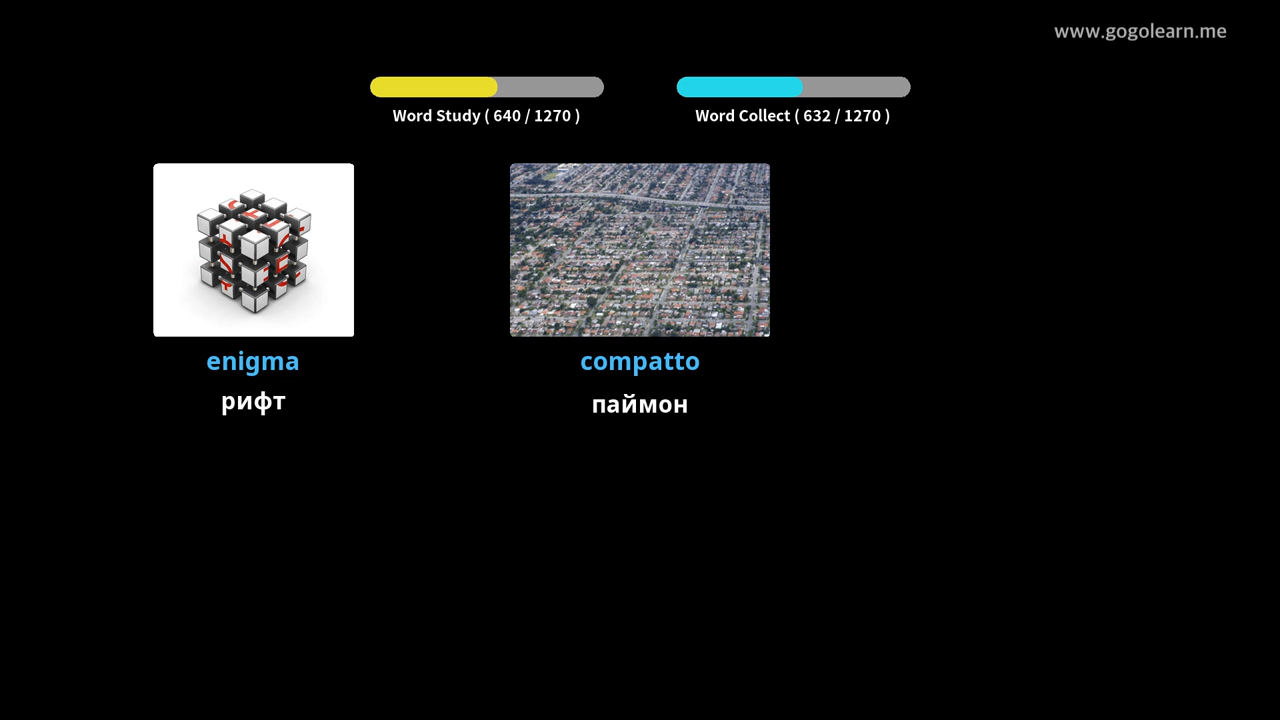 www.gogolearn.me
Word Study ( 640 / 1270 )
Word Collect ( 632 / 1270 )
enigma
compatto
рифт
паймон